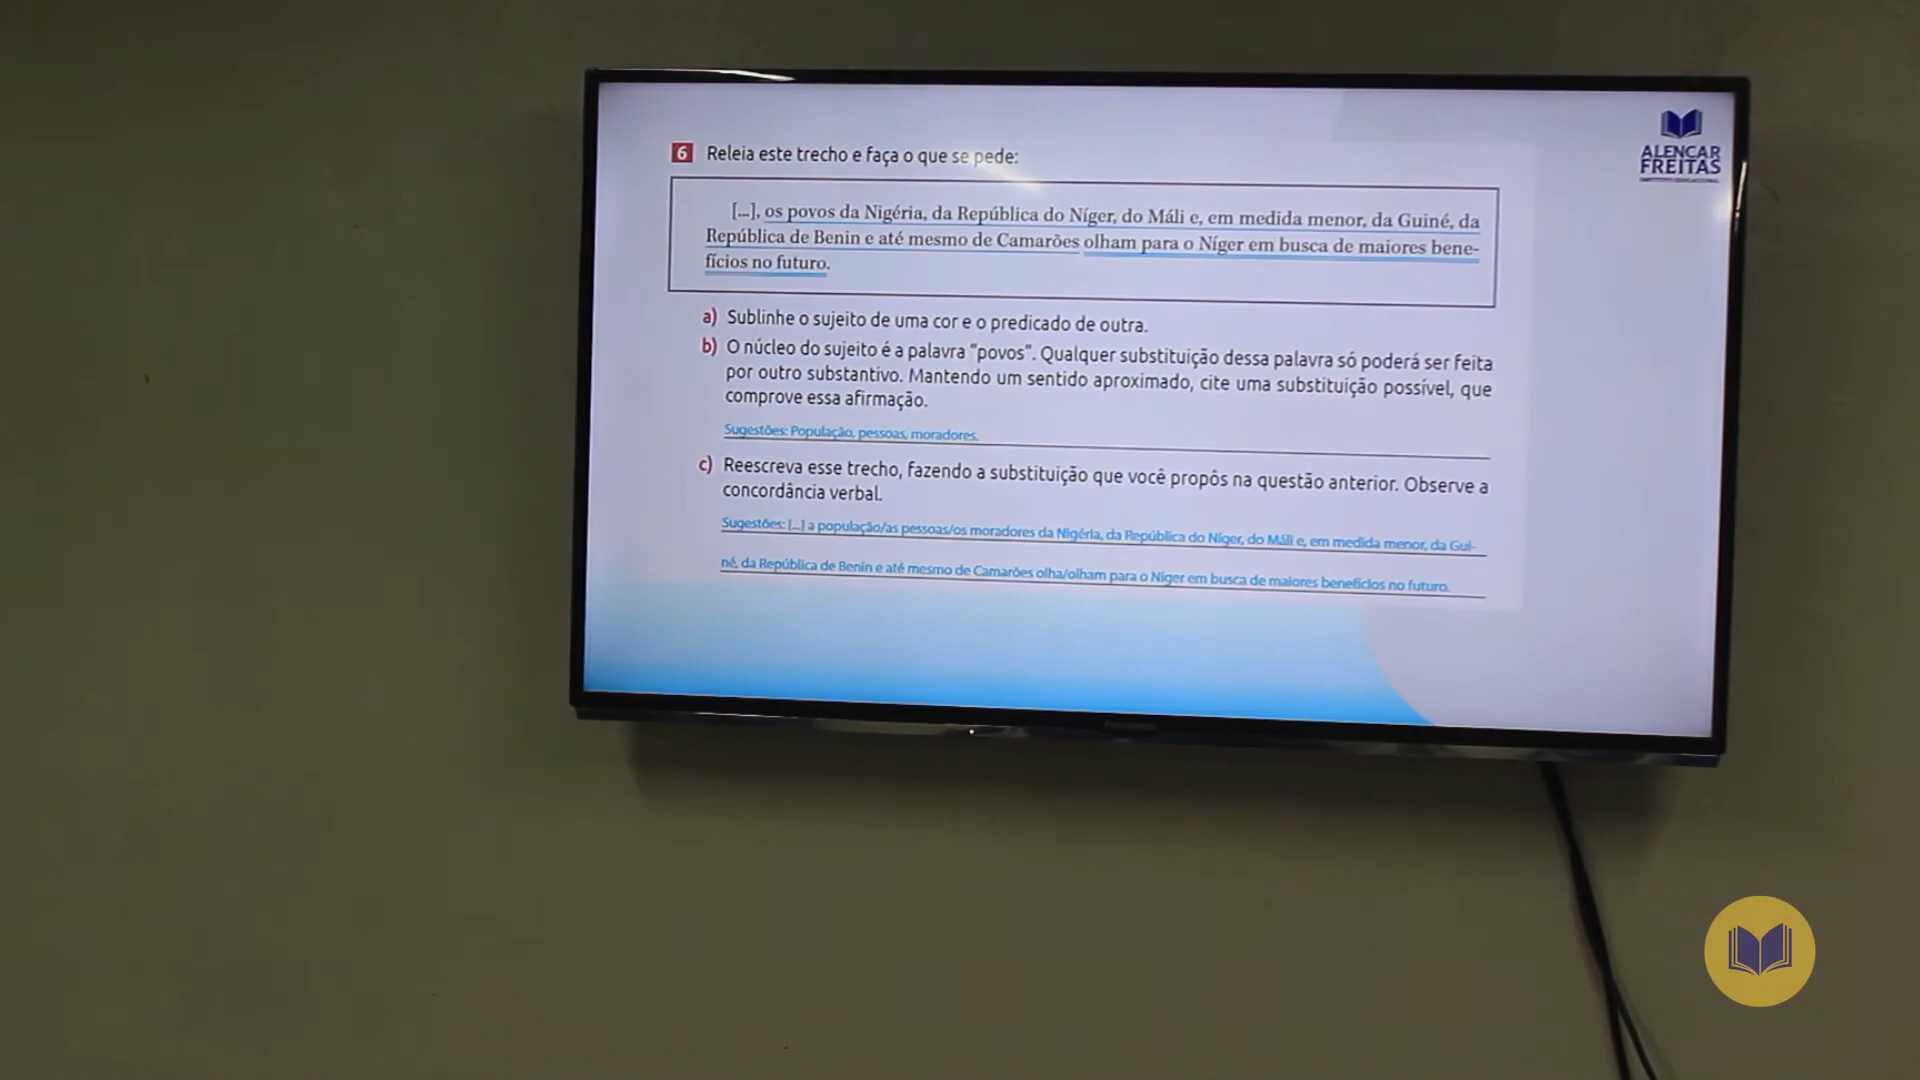 ALENCAR
FREITAS
6 Releia este trecho e faça o que se pede:
[...], os povos da Nigéria, da República do Níger, do Máli e, em medida menor, da Guiné, da
República de Benin e até mesmo de Camarões olham para o Níger em busca de maiores bene-
fícios no futuro.
a) Sublinhe o sujeito de uma cor e o predicado de outra.
b) O núcleo do sujeito é a palavra “povos”. Qualquer substituição dessa palavra só poderá ser feita
por outro substantivo. Mantendo um sentido aproximado, cite uma substituição possível, que
comprove essa afirmação.
Sugestões: População, pessoas, moradores.
c) Reescreva esse trecho, fazendo a substituição que você propôs na questão anterior. Observe a
concordância verbal.
Sugestões: [...] a população/as pessoas/os moradores da Nigéria, da República do Níger, do Máli e, em medida menor, da Gui-
né, da República de Benin e até mesmo de Camarões olha/olham para o Níger em busca de maiores benefícios no futuro.